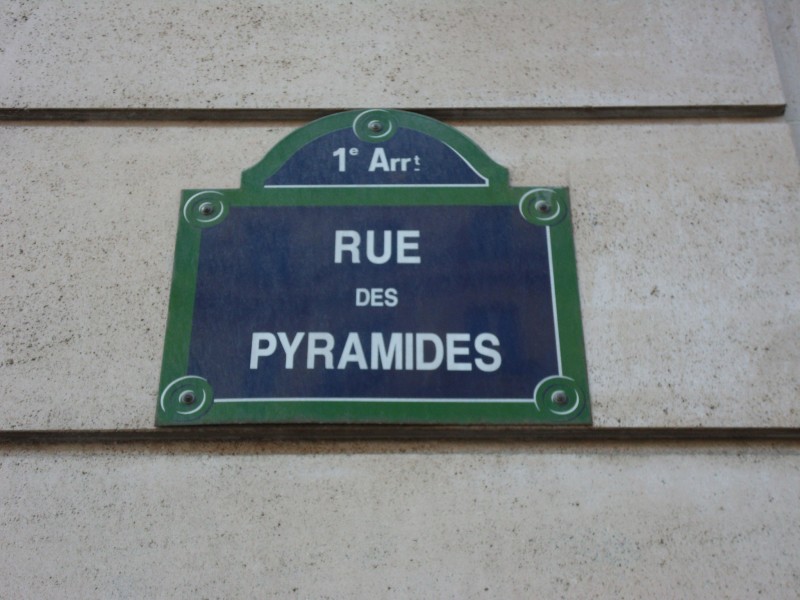 1e Arrt
RUE
DES
PYRAMIDES